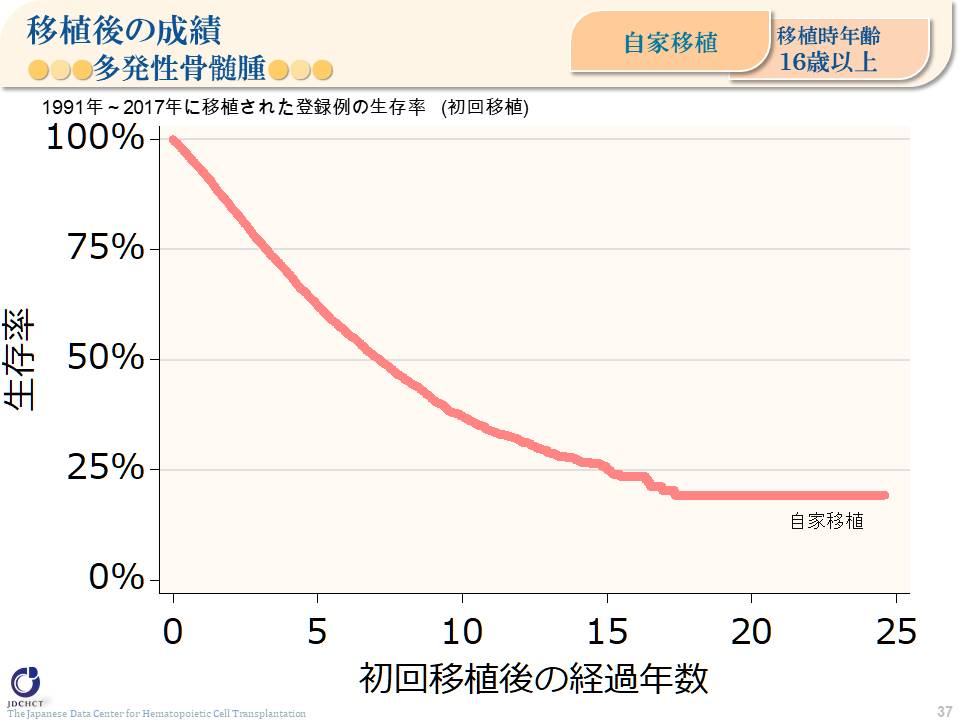 移植後の成績
●●●多発性骨髄腫●●●
自家移植
移植時年齢
16歳以上
1991年～2017年に移植された登録例の生存率 (初回移植)
100%
75%
50%
25%
0%
生存率
自家移植
0 5 10 15 20 25
初回移植後の経過年数
JDCHCT
The Japanese Data Center for Hematopoietic Cell Transplantation
37